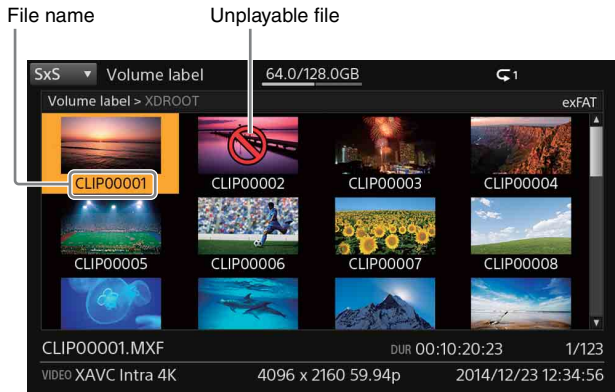 File name Unplayable file
SxS Volume label 64.0/128.0GB 1
Volume label > XDROOT exFAT
CLIP00001 CLIP00002 CLIP00003 CLIP00004
CLIP00005 CLIP00006 CLIP00007 CLIP00008
CLIP00001.MXF DUR 00:10:20:23 1/123
VIDEO XAVC Intra 4K 4096 x 2160 59.94p 2014/12/23 12:34:56